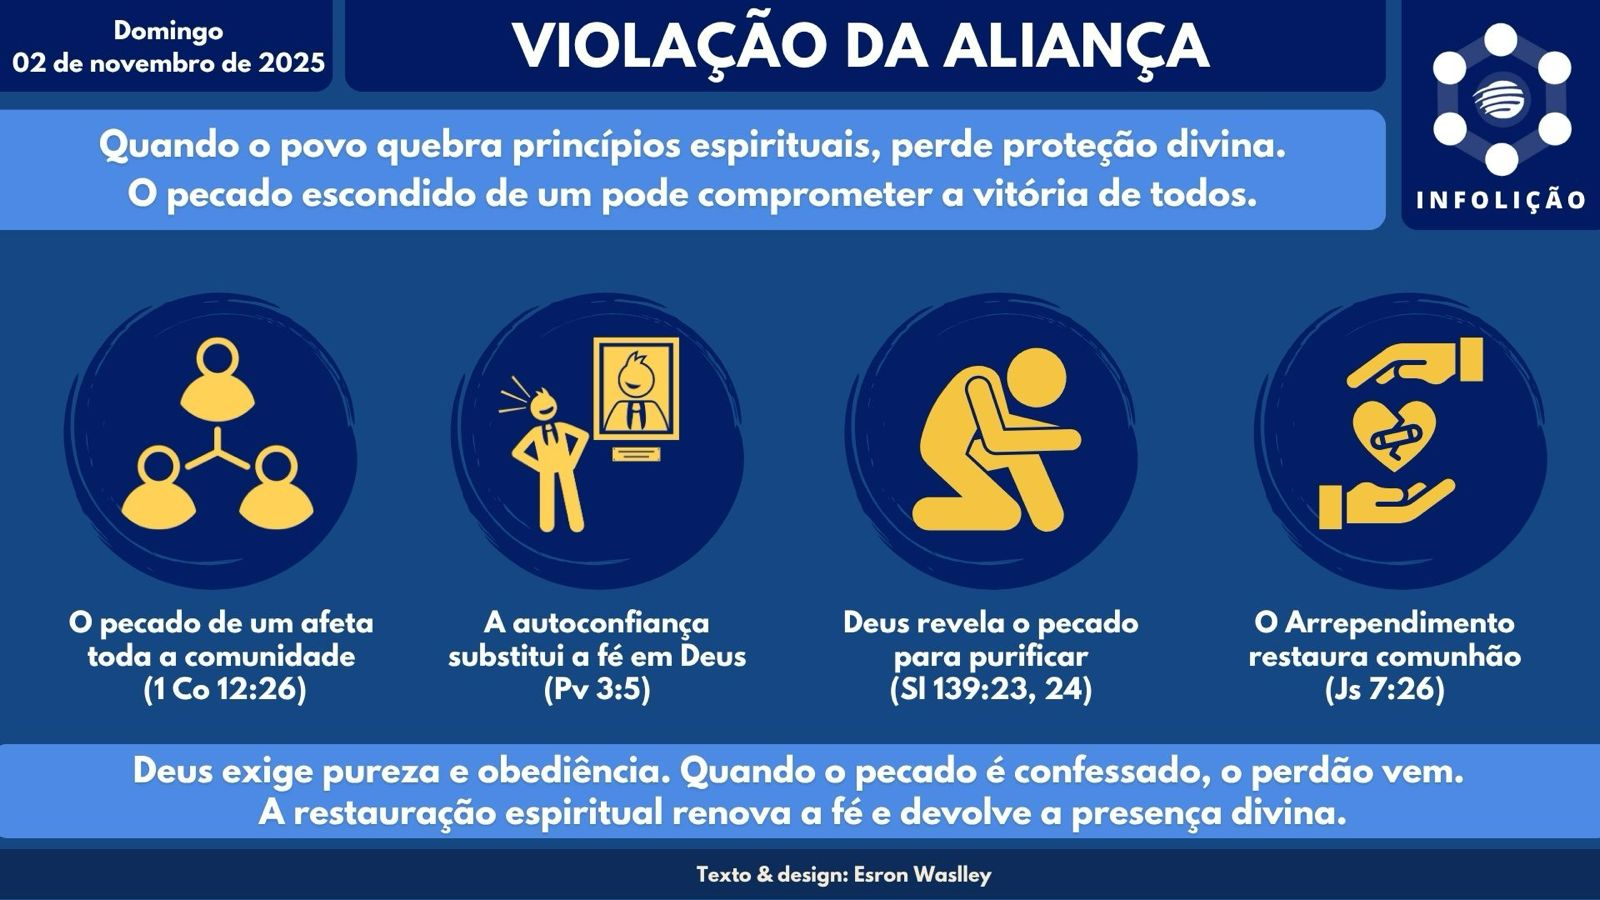 Domingo
02 de novembro de 2025
VIOLAÇÃO DA ALIANÇA
INFOLIÇÃO
Quando o povo quebra princípios espirituais, perde proteção divina.
O pecado escondido de um pode comprometer a vitória de todos.
O pecado de um afeta
toda a comunidade
(1 Co 12:26)
A autoconfiança
substitui a fé em Deus
(Pv 3:5)
Deus revela o pecado
para purificar
(Sl 139:23, 24)
O Arrependimento
restaura comunhão
(Js 7:26)
Deus exige pureza e obediência. Quando o pecado é confessado, o perdão vem.
A restauração espiritual renova a fé e devolve a presença divina.
Texto & design: Esron Waslley